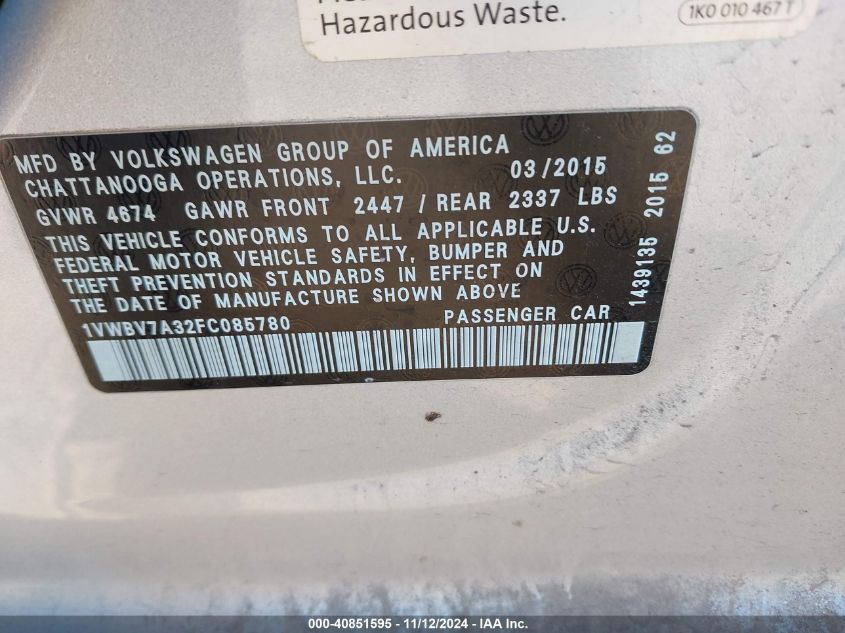 Hazardous Waste.
1K0 010 467 T
MFD BY VOLKSWAGEN GROUP OF AMERICA
CHATTANOOGA OPERATIONS, LLC. 03/2015
GVWR 4674 GAWR FRONT 2447 / REAR 2337 LBS
THIS VEHICLE CONFORMS TO ALL APPLICABLE U.S.
FEDERAL MOTOR VEHICLE SAFETY, BUMPER AND
THEFT PREVENTION STANDARDS IN EFFECT ON
THE DATE OF MANUFACTURE SHOWN ABOVE
1VWBV7A32FC085780 PASSENGER CAR
1439135 2015 62
000-40851595 - 11/12/2024 - IAA Inc.